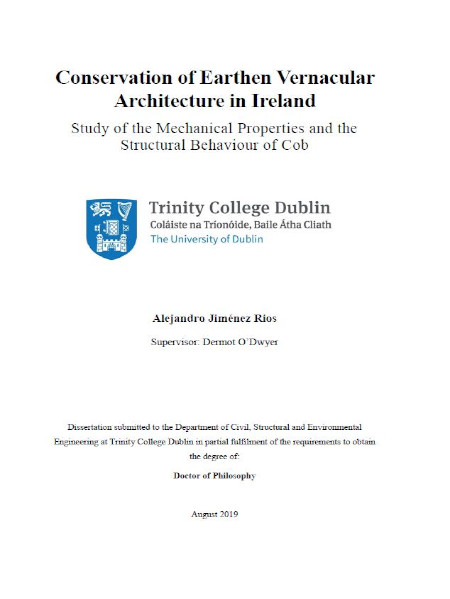 Conservation of Earthen Vernacular
Architecture in Ireland
Study of the Mechanical Properties and the
Structural Behaviour of Cob
Trinity College Dublin
Coláiste na Tríonóide, Baile Átha Cliath
The University of Dublin
Alejandro Jiménez Rios
Supervisor: Dermot O'Dwyer
Dissertation submitted to the Department of Civil, Structural and Environmental
Engineering at Trinity College Dublin in partial fulfilment of the requirements to obtain
the degree of:
Doctor of Philosophy
August 2019